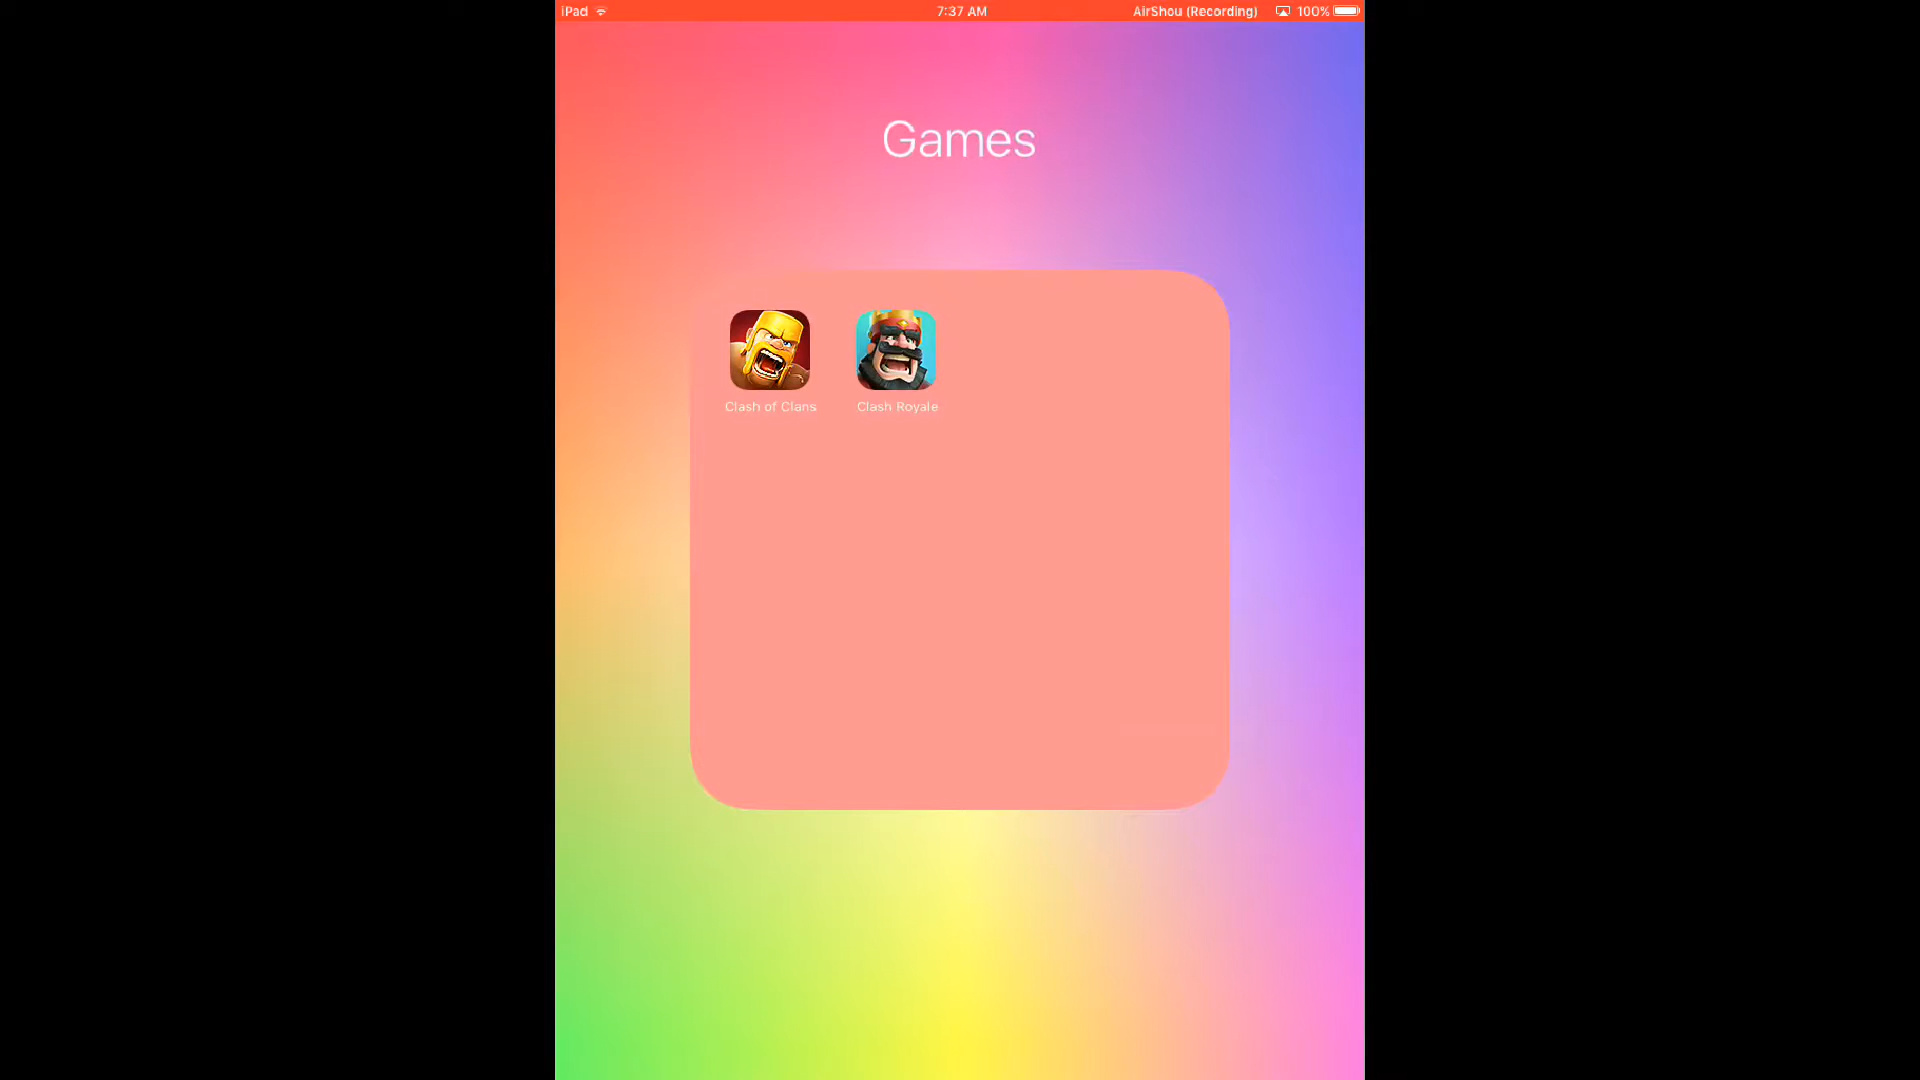 iPad 7:37 AM AirShou (Recording) 100%
Games
Clash of Clans Clash Royale